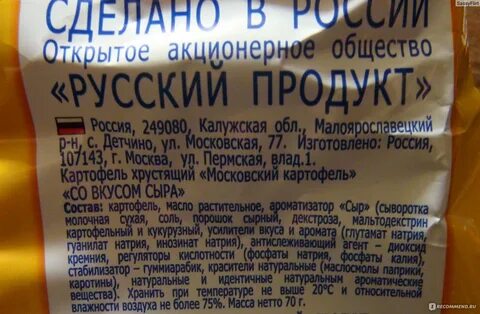 СДЕЛАНО В РОССИИ
Открытое акционерное общество
«РУССКИЙ ПРОДУКТ»
Россия, 249080, Калужская обл., Малоярославецкий
р-н, с. Детчино, ул. Московская, 77. Изготовлено: Россия,
107143, г. Москва, ул. Пермская, влад.1.
Картофель хрустящий «Московский картофель»
«СО ВКУСОМ СЫРА»
Состав: картофель, масло растительное, ароматизатор «Сыр» (сыворотка
молочная сухая, соль, порошок сырный, декстроза, мальтодекстрин
картофельный и кукурузный, усилители вкуса и аромата (глутамат натрия,
гуанилат натрия, инозинат натрия), антислеживающий агент - диоксид
кремния, регуляторы кислотности (фосфаты натрия, фосфаты калия),
стабилизатор - гуммиарабик, красители натуральные (маслосмолы паприки,
каротины), натуральные и идентичные натуральным ароматические
вещества). Хранить при температуре не выше 20°С и относительной
влажности воздуха не более 75%. Масса нетто 70 г.
SassyFlirt
IRECOMMEND.RU